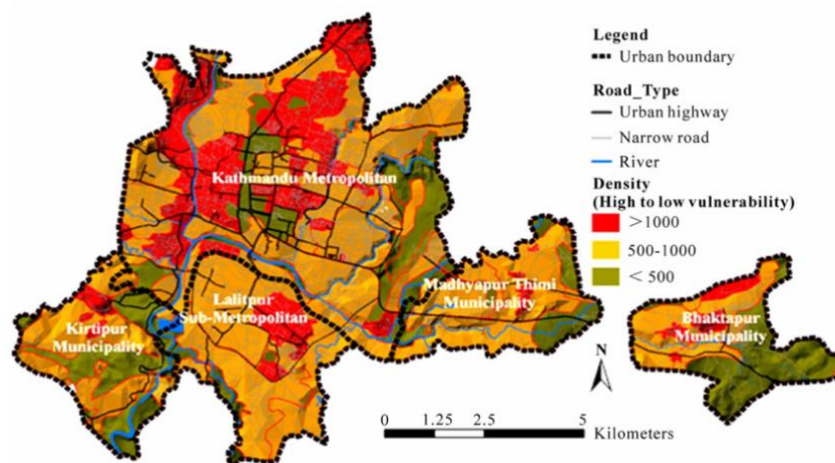 Legend
Urban boundary
Road_Type
Urban highway
Narrow road
River
Density
(High to low vulnerability)
>1000
500-1000
< 500
Kathmandu Metropolitan
Madhyapur Thimi
Municipality
Lalitpur
Sub-Metropolitan
Kirtipur
Municipality
Bhaktapur
Municipality
N
0 1.25 2.5 5
Kilometers